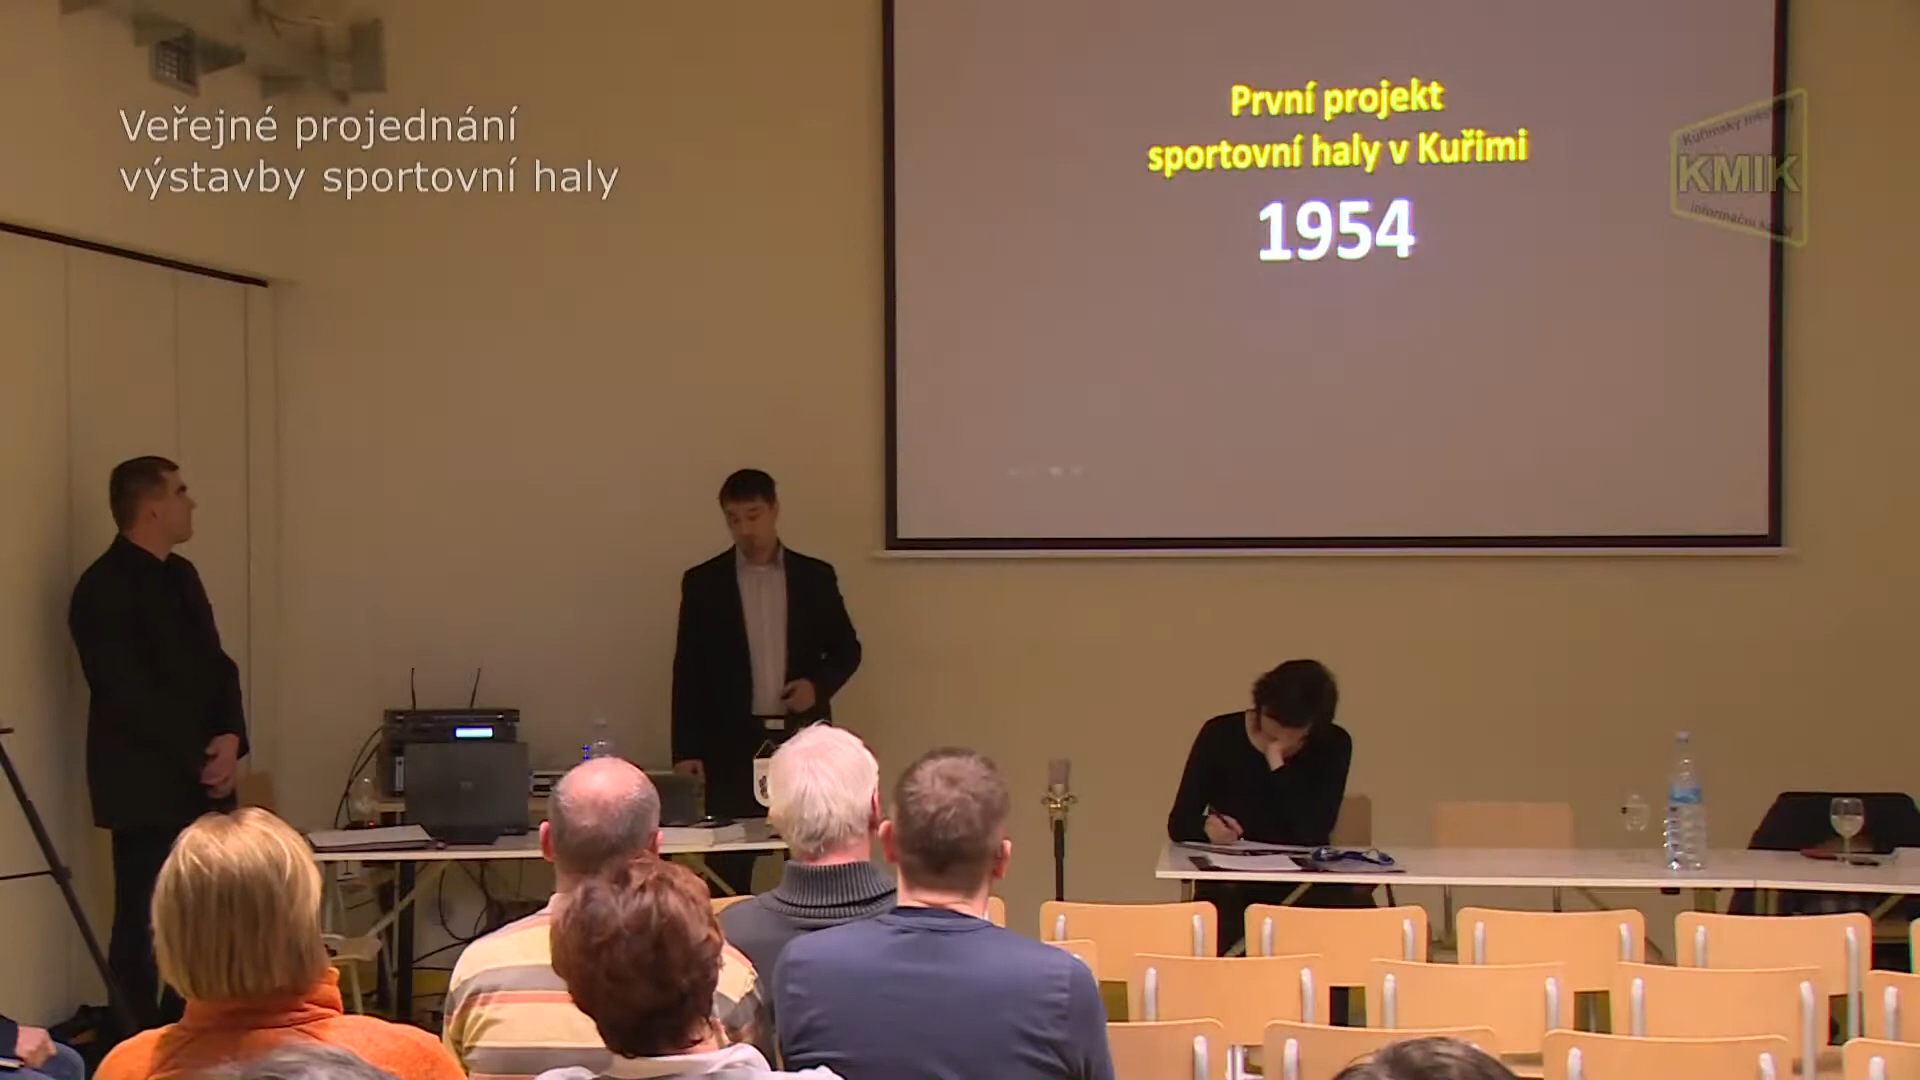 Veřejné projednání
výstavby sportovní haly
První projekt
sportovní haly v Kuřimi
1954
KMIK